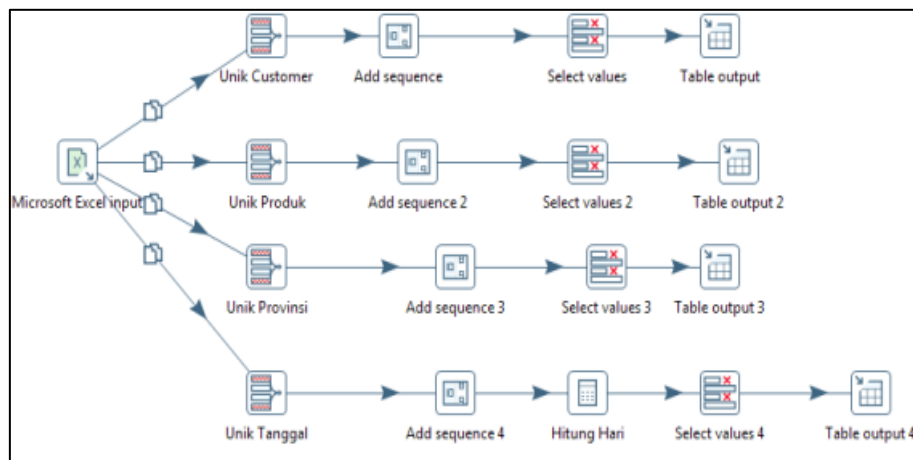 Unik Customer Add sequence Select values Table output
Microsoft Excel input Unik Produk Add sequence 2 Select values 2 Table output 2
Unik Provinsi Add sequence 3 Select values 3 Table output 3
Unik Tanggal Add sequence 4 Hitung Hari Select values 4 Table output 4